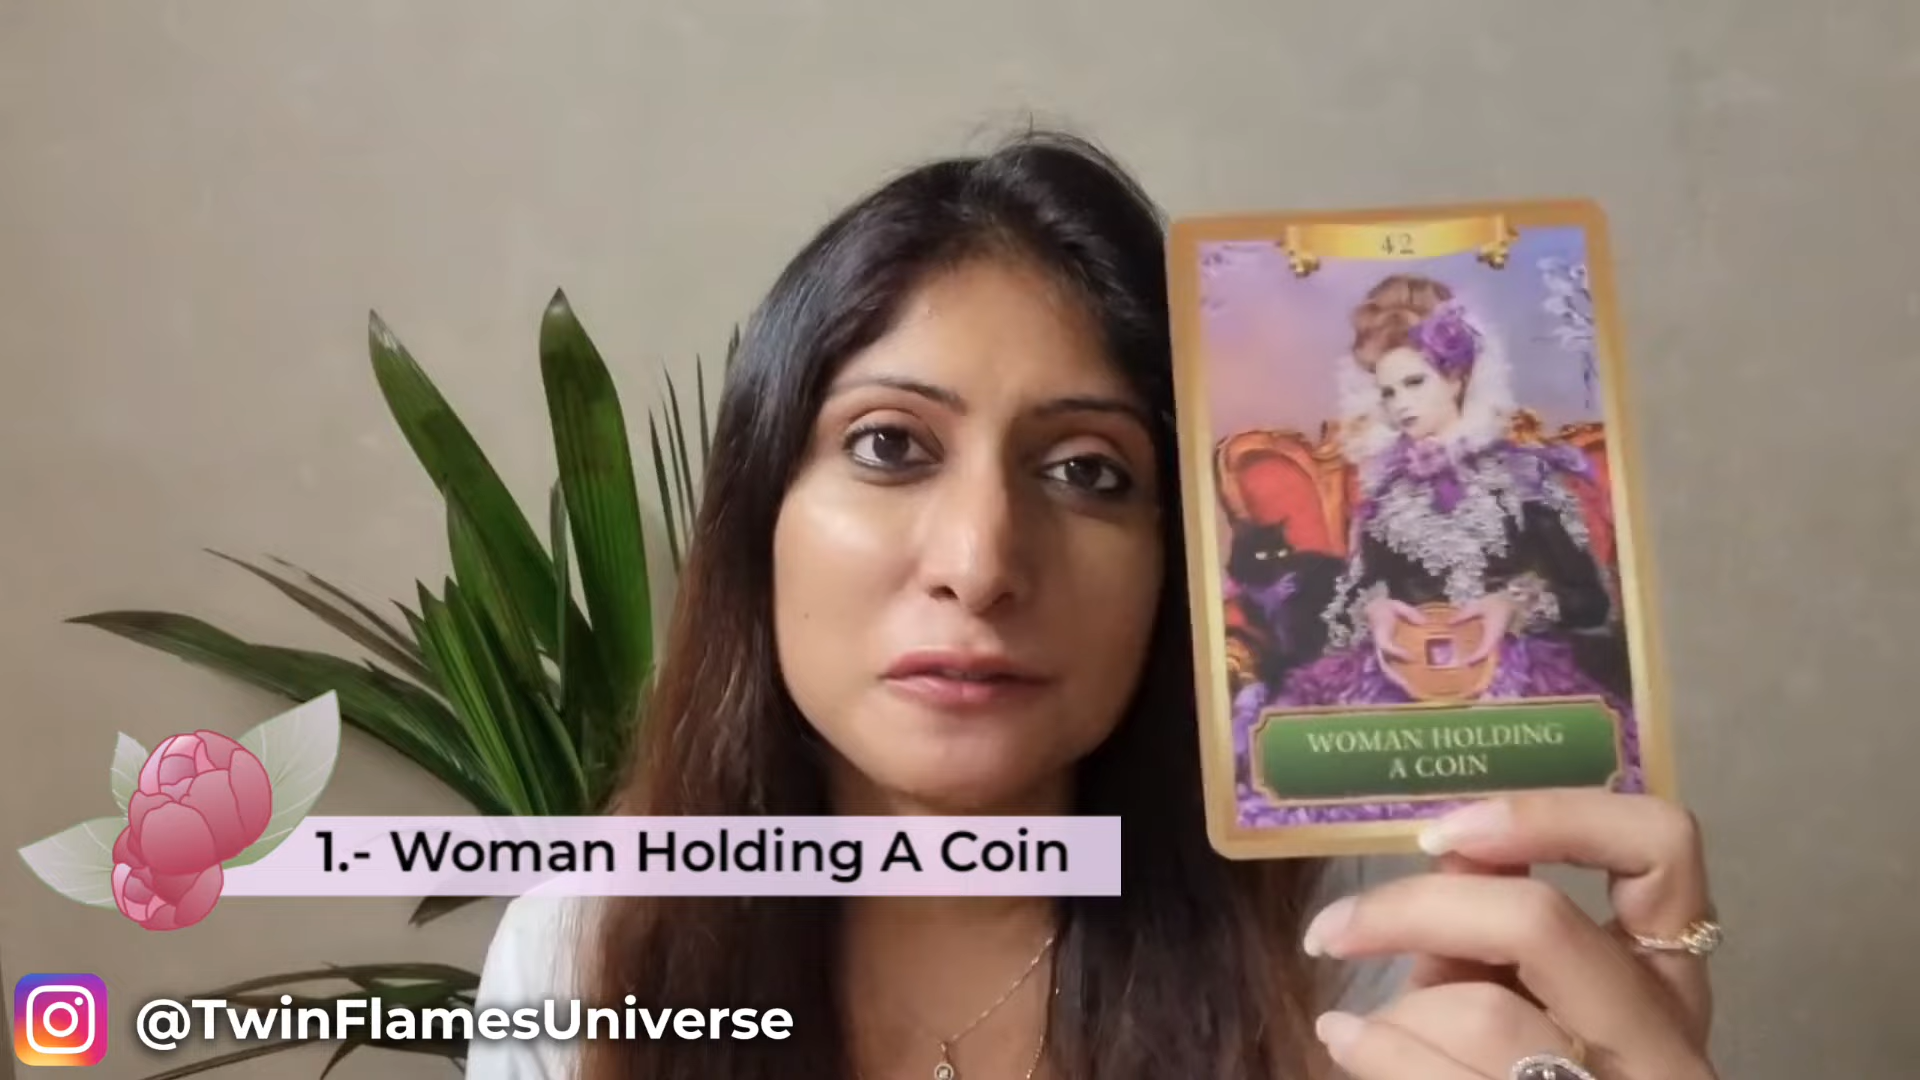 42
WOMAN HOLDING
A COIN
1.- Woman Holding A Coin
@TwinFlamesUniverse